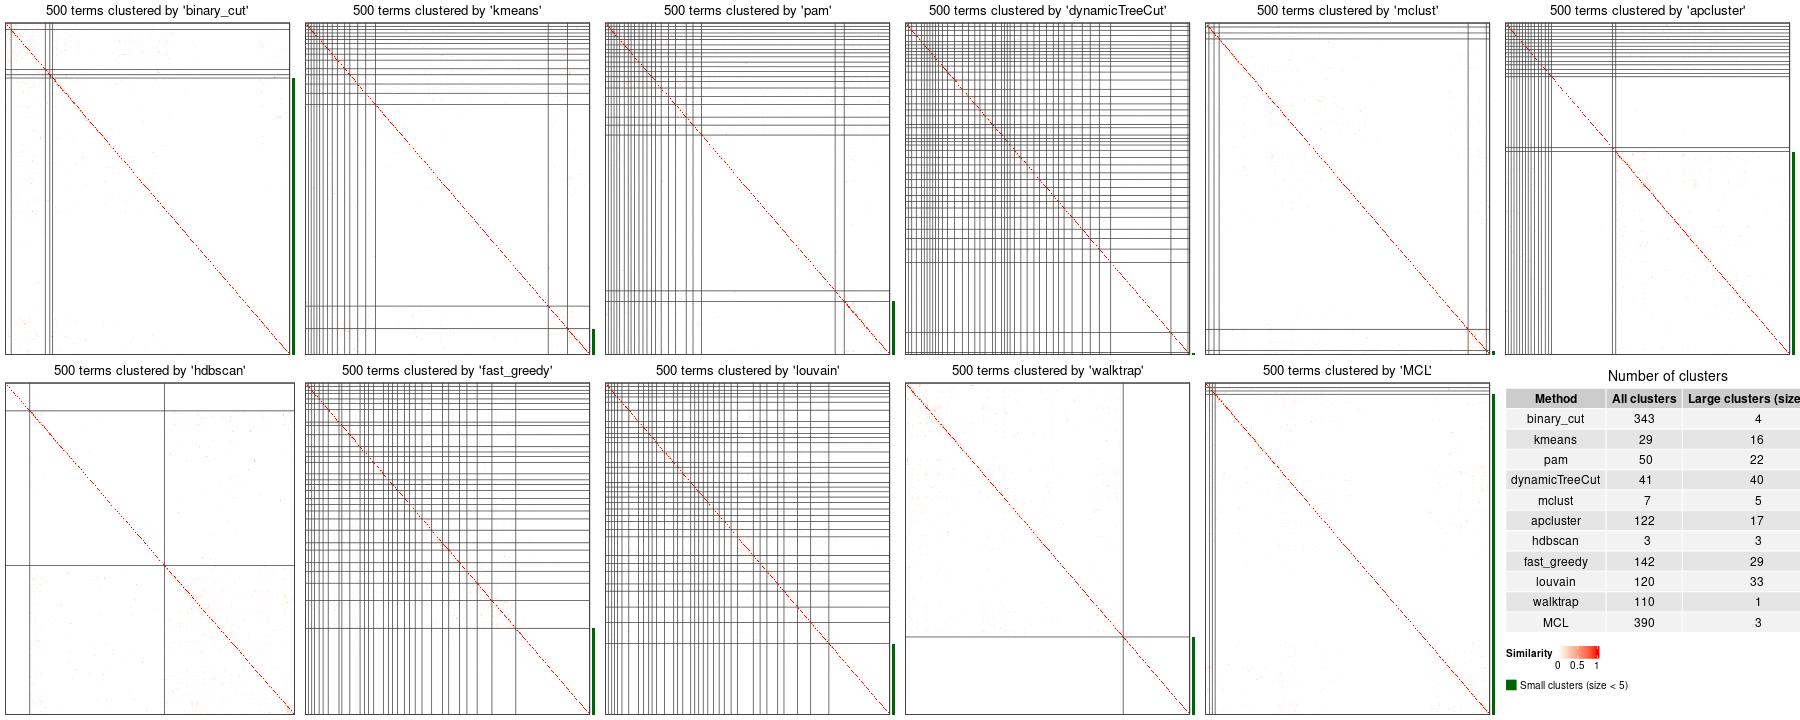 500 terms clustered by 'binary_cut'
500 terms clustered by 'kmeans'
500 terms clustered by 'pam'
500 terms clustered by 'dynamicTreeCut'
500 terms clustered by 'mclust'
500 terms clustered by 'apcluster'
500 terms clustered by 'hdbscan'
500 terms clustered by 'fast_greedy'
500 terms clustered by 'louvain'
500 terms clustered by 'walktrap'
500 terms clustered by 'MCL'
Number of clusters
Method All clusters Large clusters (size
binary_cut 343 4
kmeans 29 16
pam 50 22
dynamicTreeCut 41 40
mclust 7 5
apcluster 122 17
hdbscan 3 3
fast_greedy 142 29
louvain 120 33
walktrap 110 1
MCL 390 3
Similarity
0 0.5 1
Small clusters (size < 5)